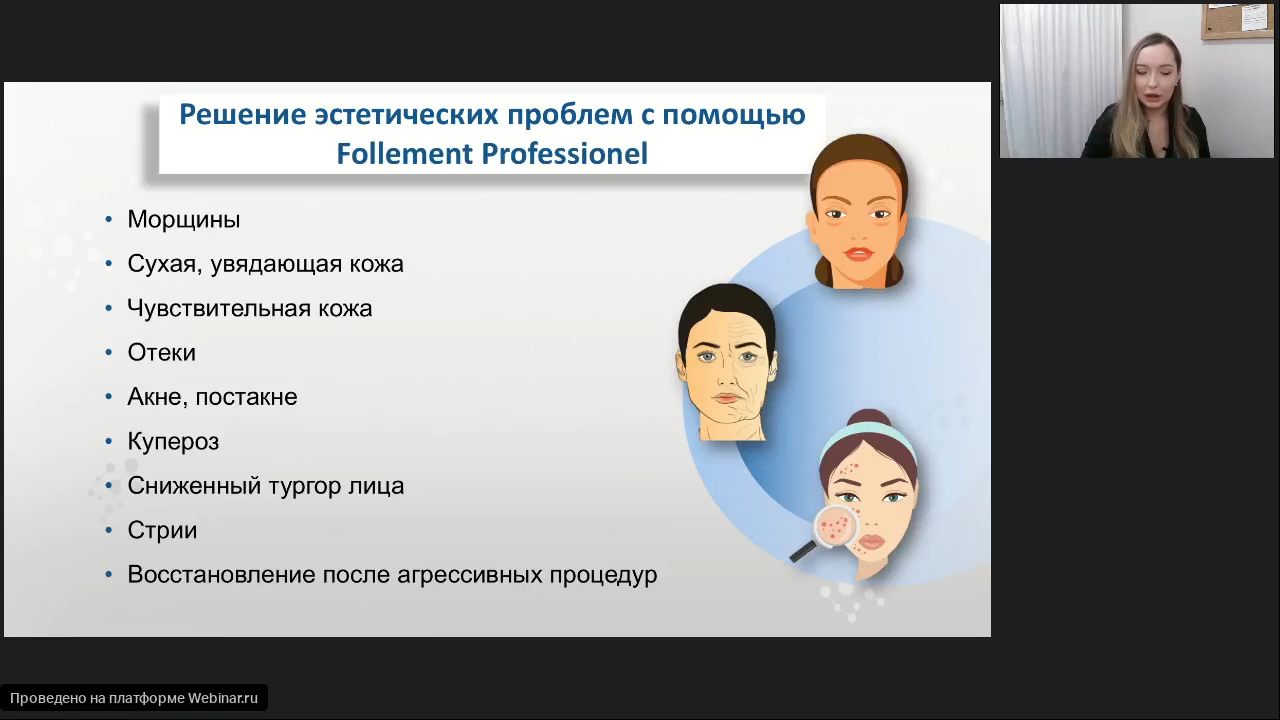 Решение эстетических проблем с помощью
Follement Professionel
• Морщины
• Сухая, увядающая кожа
• Чувствительная кожа
• Отеки
• Акне, постакне
• Купероз
• Сниженный тургор лица
• Стрии
• Восстановление после агрессивных процедур
Проведено на платформе Webinar.ru